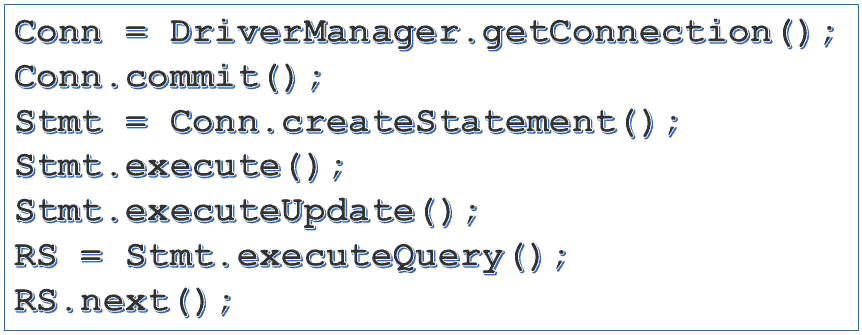 Conn = DriverManager.getConnection();
Conn.commit();
Stmt = Conn.createStatement();
Stmt.execute();
Stmt.executeUpdate();
RS = Stmt.executeQuery();
RS.next();